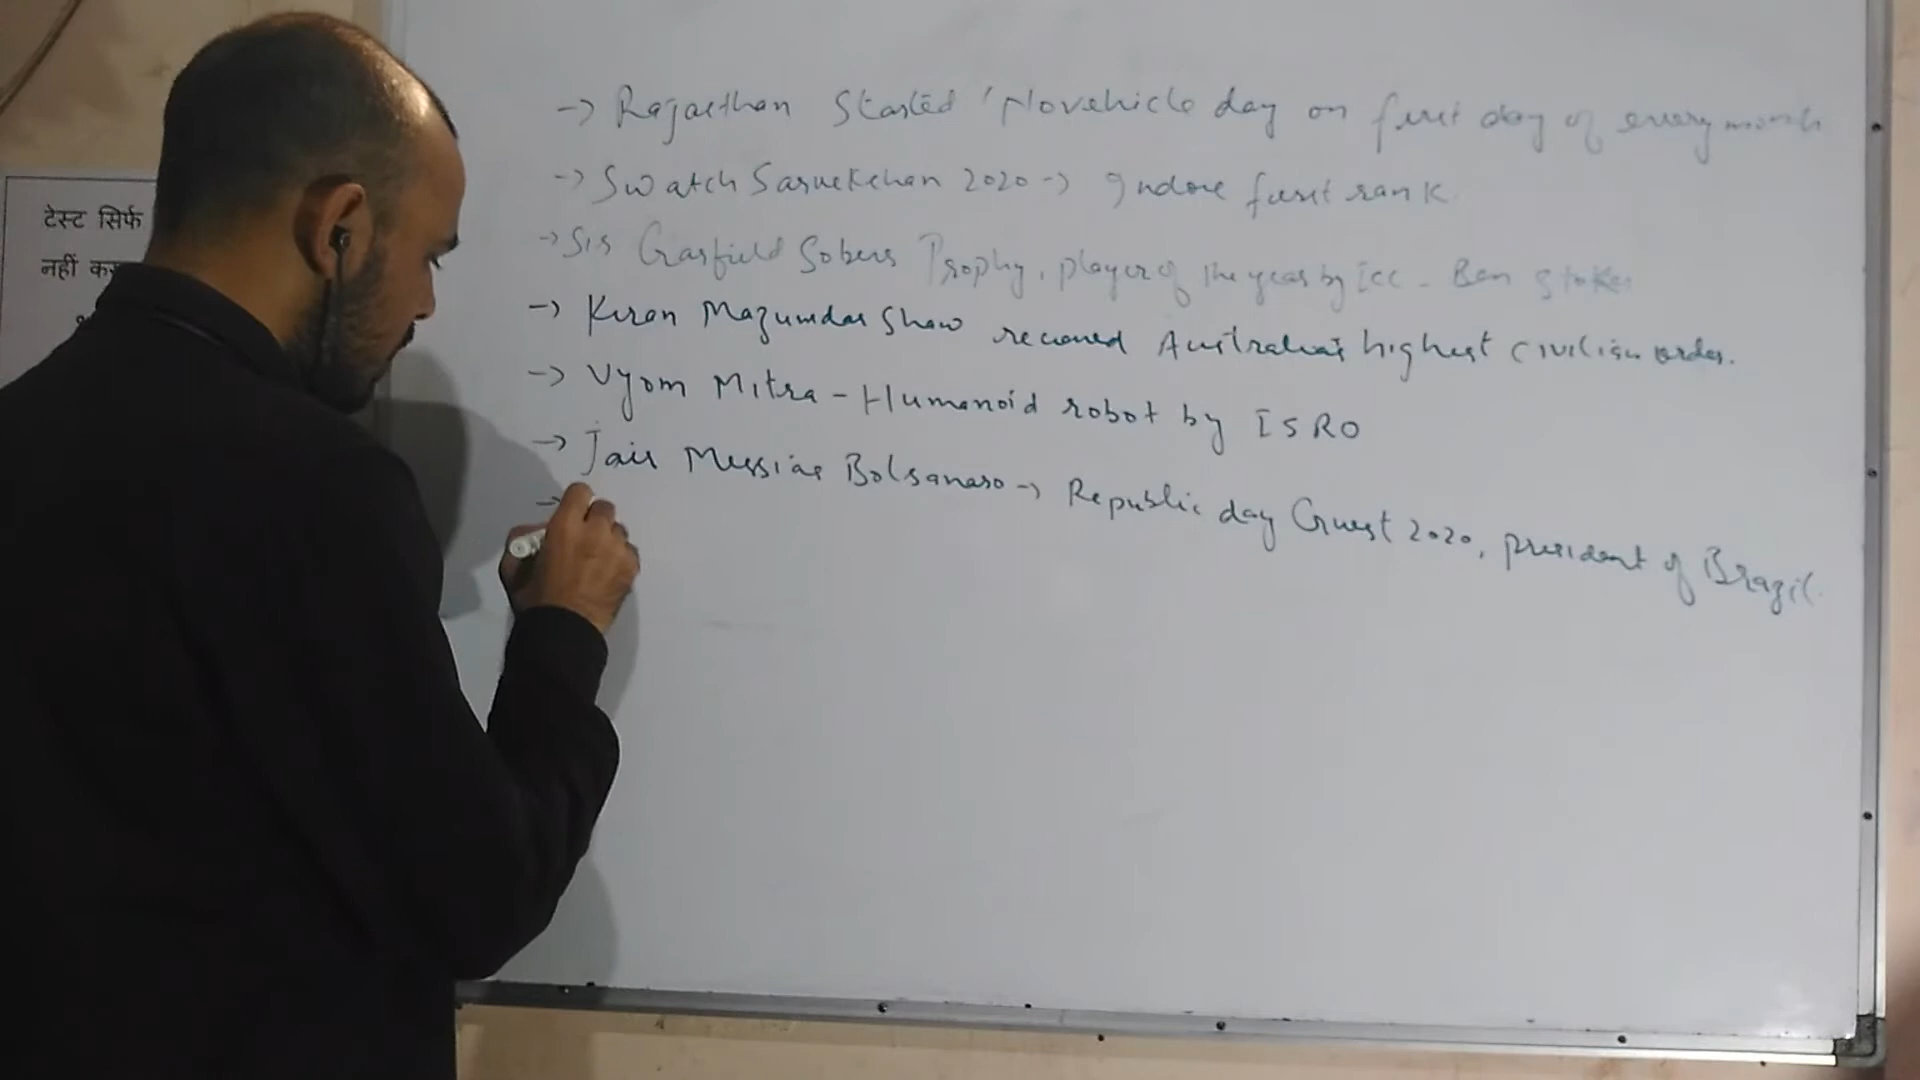 टेस्ट सिर्फ
नहीं
-> Rajasthan Started 'No vehicle day on first day of every month
-> Swatch Sarvekchan 2020 -> Indore first rank.
-> Sir Garfield Sobers Trophy, player of the year by ICC - Ben Stokes
-> Kiran Mazumdar Shaw received Australia's highest civilian order.
-> Vyom Mitra - Humanoid robot by ISRO
-> Jair Messias Bolsanaro -> Republic day Guest 2020, president of Brazil.
->